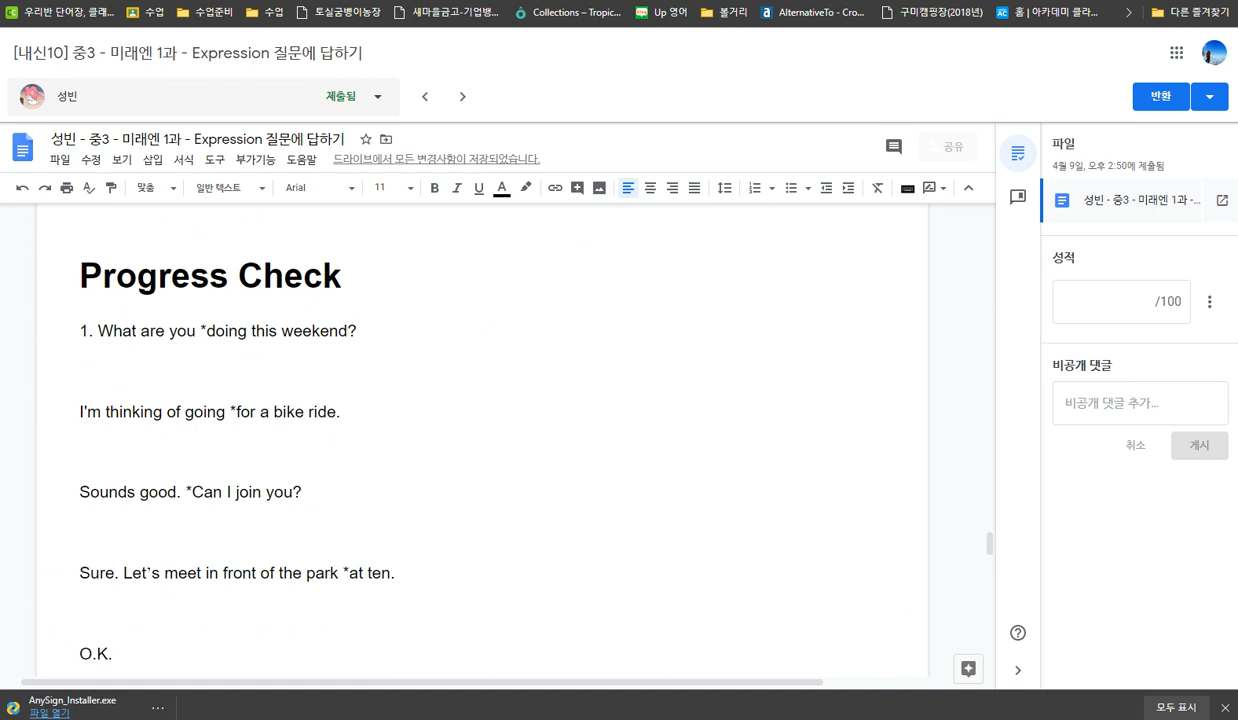 우리반 단어장, 클래... 수업 수업준비 수업 토실궁벵이농장 새마을금고-기업뱅... Collections – Tropic... Up 영어 볼거리 AlternativeTo - Cro... 구미캠핑장(2018년) 홈 | 아카데미 클라... 다른 즐겨찾기
[내신10] 중3 - 미래엔 1과 - Expression 질문에 답하기
성빈 제출됨 반환
성빈 - 중3 - 미래엔 1과 - Expression 질문에 답하기 공유
파일 수정 보기 삽입 서식 도구 부가기능 도움말 드라이브에서 모든 변경사항이 저장되었습니다.
맞춤 일반 텍스트 Arial 11 B I U A
파일
4월 9일, 오후 2:50에 제출됨
성빈 - 중3 - 미래엔 1과 -...
성적
/100
비공개 댓글
비공개 댓글 추가...
취소 게시
Progress Check
1. What are you *doing this weekend?
I'm thinking of going *for a bike ride.
Sounds good. *Can I join you?
Sure. Let’s meet in front of the park *at ten.
O.K.
AnySign_Installer.exe
파일 열기
모두 표시